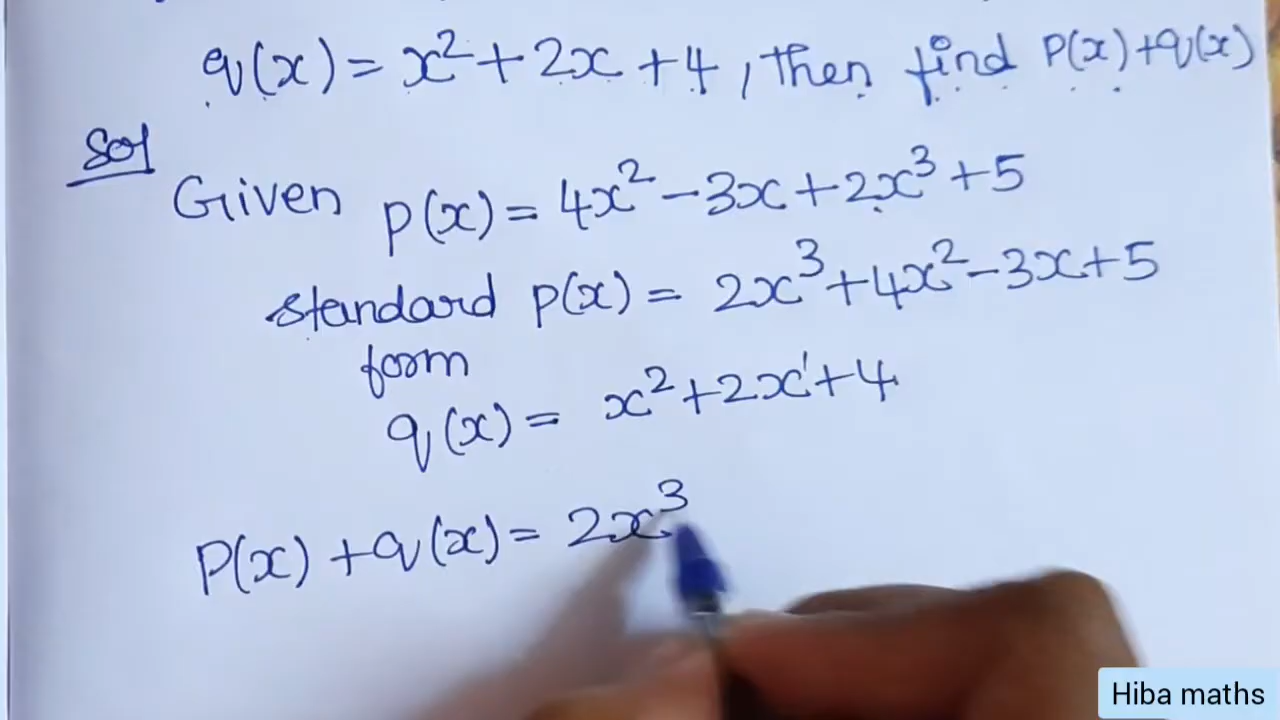 q(x) = x² + 2x + 4, then find P(x)+q(x)
Sol
Given p(x) = 4x² - 3x + 2x³ + 5
standard p(x) = 2x³ + 4x² - 3x + 5
form
q(x) = x² + 2x¹ + 4
P(x) + q(x) = 2x³
Hiba maths